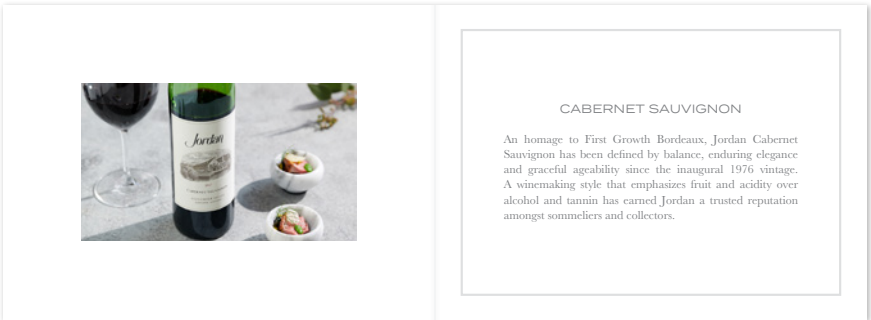 Jordan
CABERNET SAUVIGNON
CABERNET SAUVIGNON
An homage to First Growth Bordeaux, Jordan Cabernet
Sauvignon has been defined by balance, enduring elegance
and graceful ageability since the inaugural 1976 vintage.
A winemaking style that emphasizes fruit and acidity over
alcohol and tannin has earned Jordan a trusted reputation
amongst sommeliers and collectors.